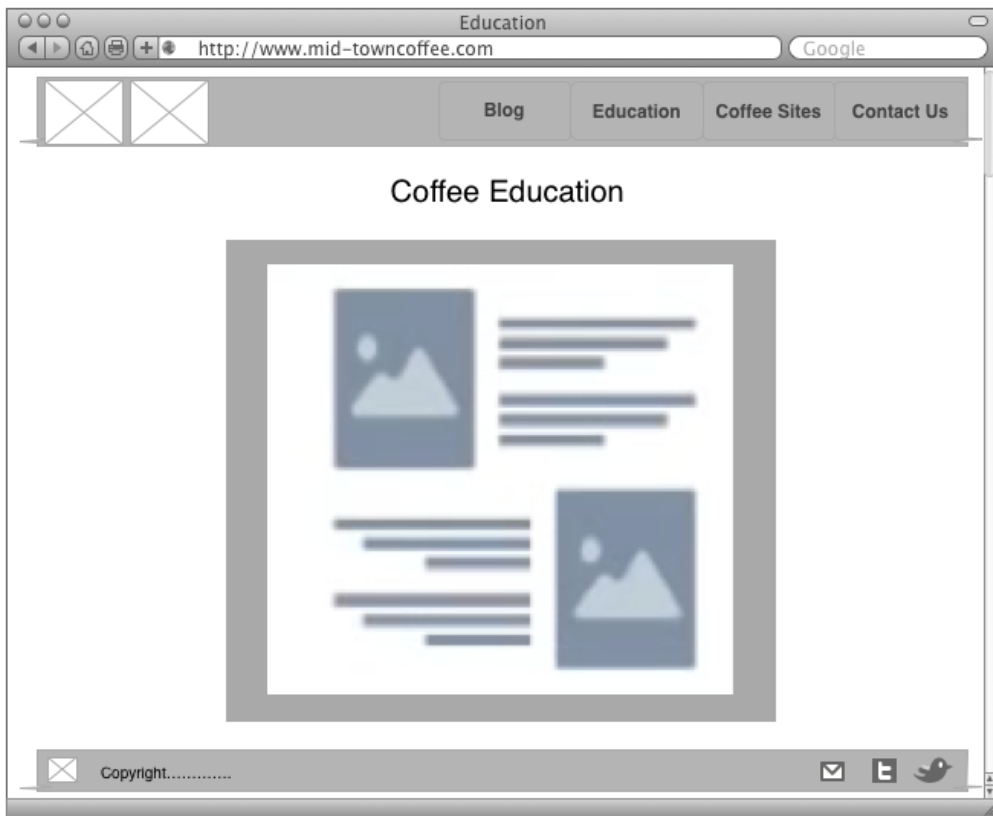 Education
http://www.mid-towncoffee.com
Google
Blog
Education
Coffee Sites
Contact Us
Coffee Education
Copyright.............
t